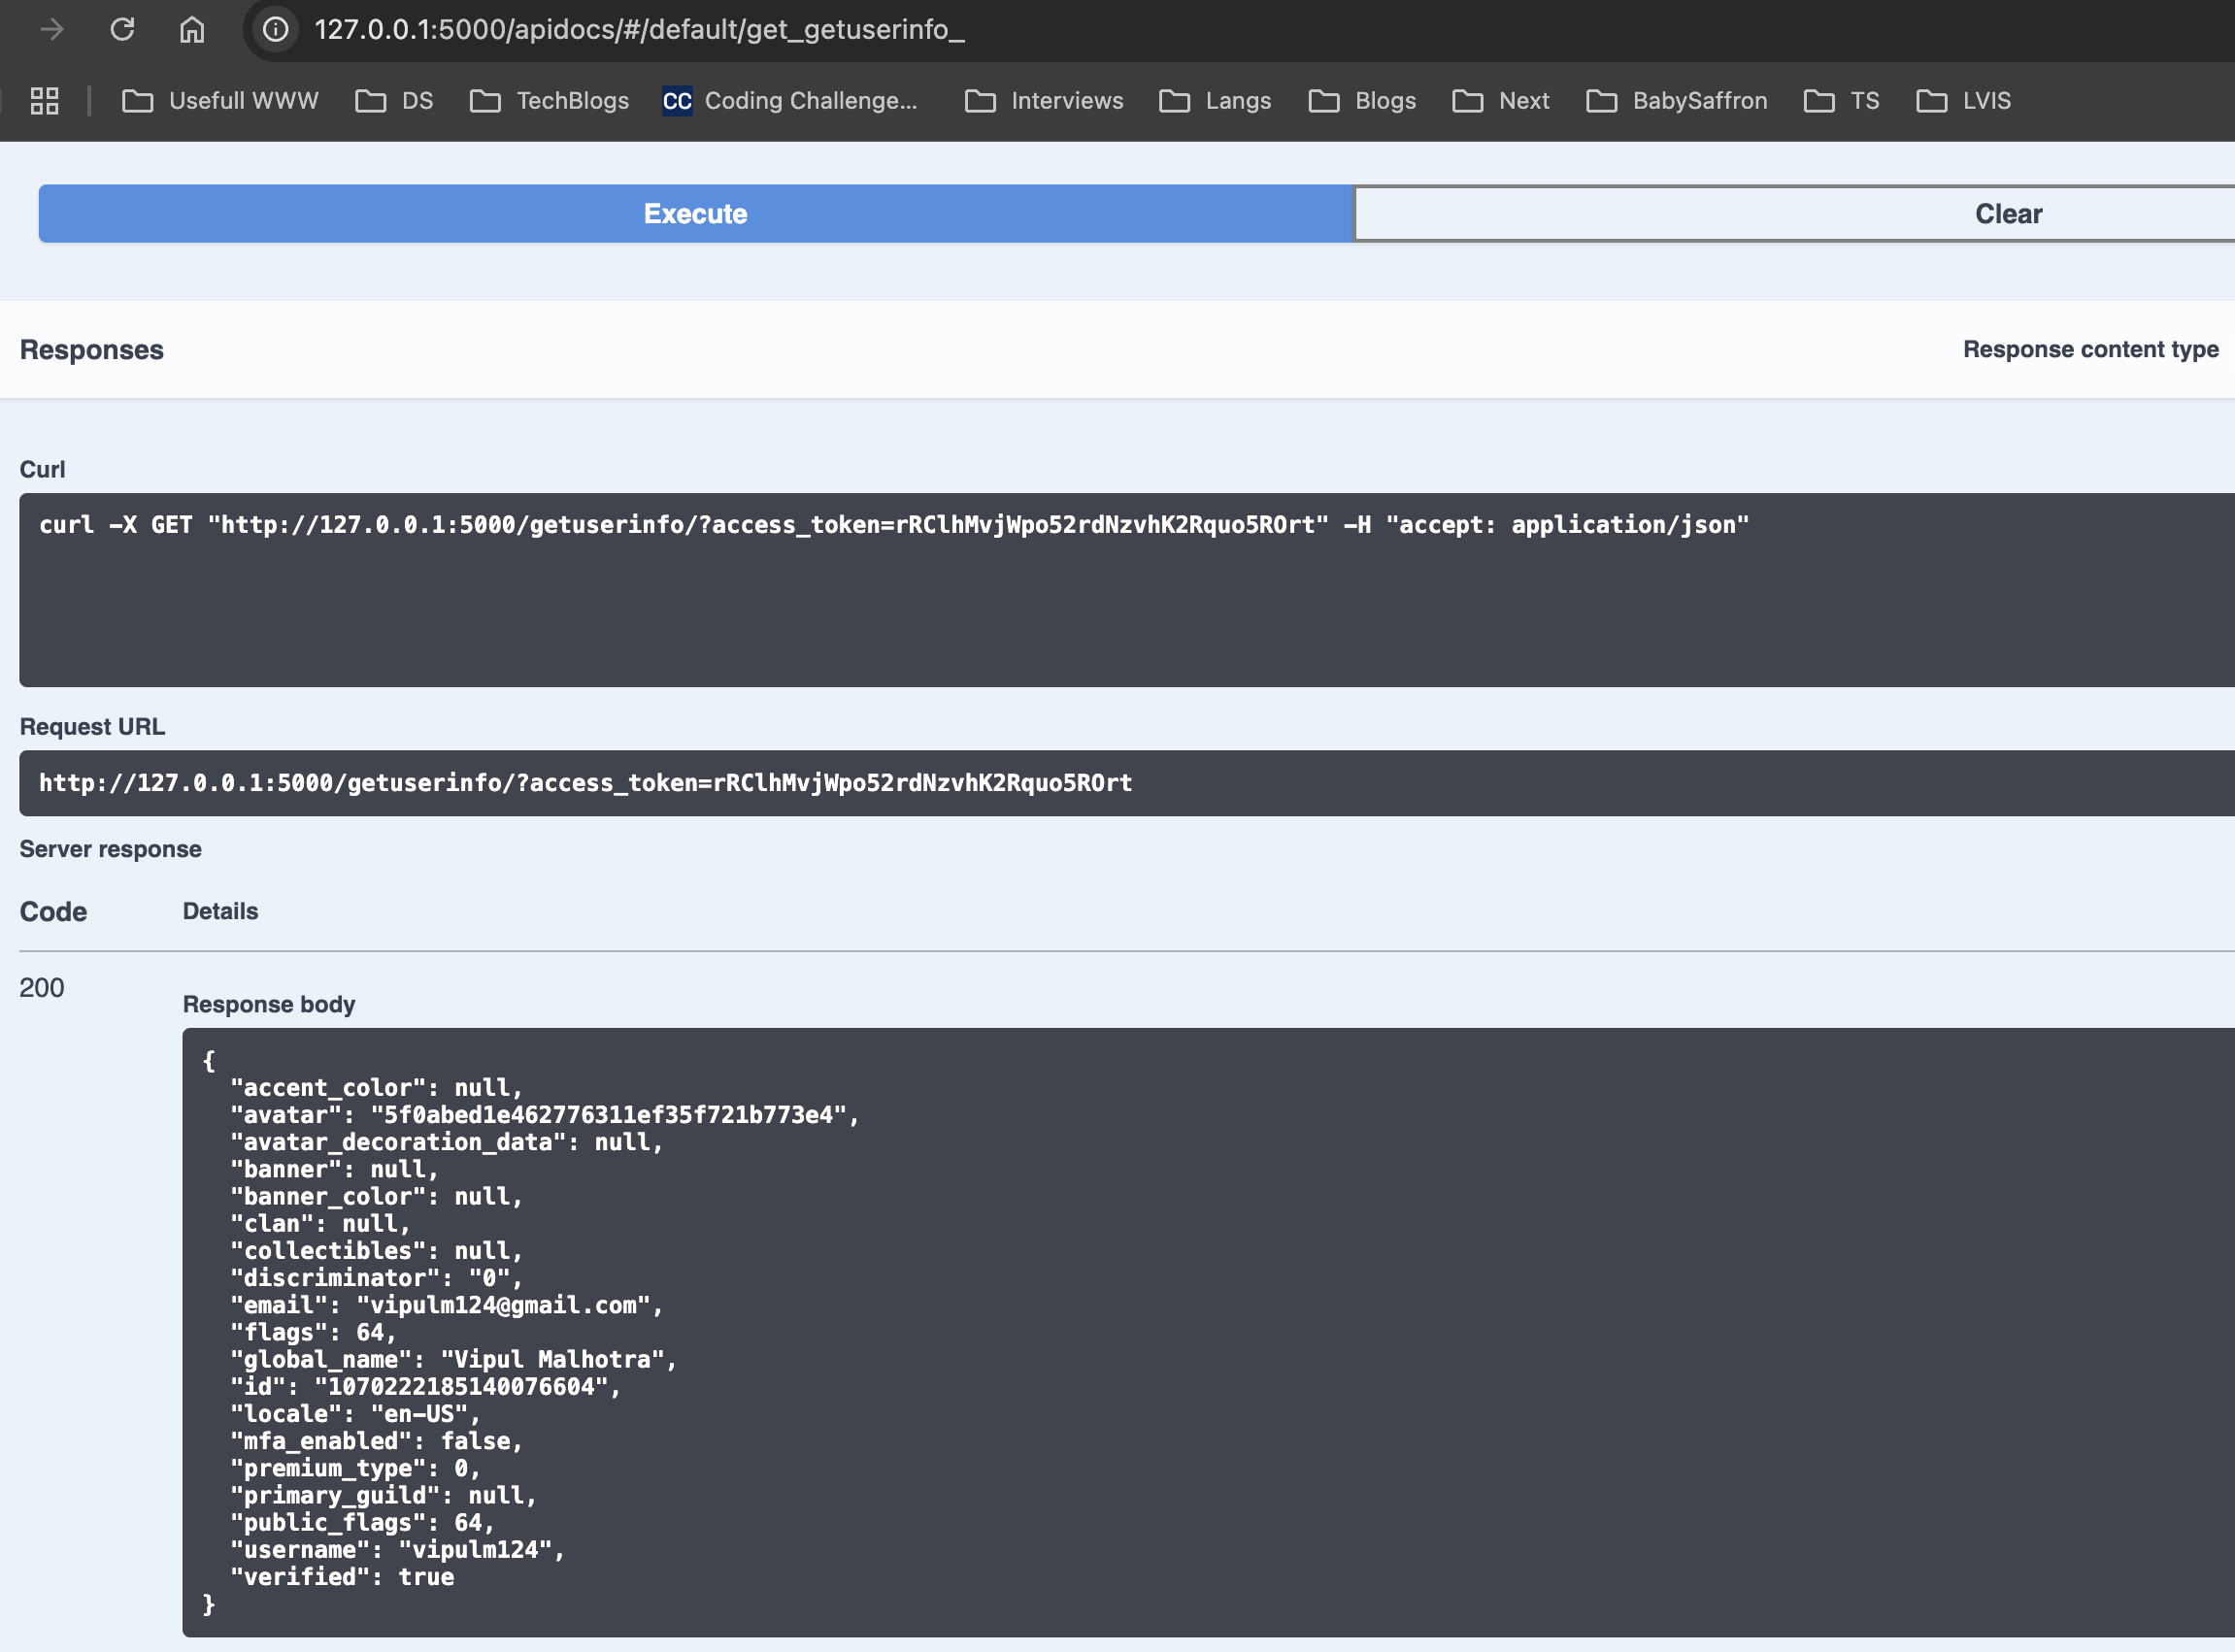 127.0.0.1:5000/apidocs/#/default/get_getuserinfo_
Usefull WWW DS TechBlogs CC Coding Challenge... Interviews Langs Blogs Next BabySaffron TS LVIS
Execute Clear
Responses Response content type
Curl
curl -X GET "http://127.0.0.1:5000/getuserinfo/?access_token=rRClhMvjWpo52rdNzvhK2Rquo5ROrt" -H "accept: application/json"
Request URL
http://127.0.0.1:5000/getuserinfo/?access_token=rRClhMvjWpo52rdNzvhK2Rquo5ROrt
Server response
Code Details
200
Response body
{
"accent_color": null,
"avatar": "5f0abed1e462776311ef35f721b773e4",
"avatar_decoration_data": null,
"banner": null,
"banner_color": null,
"clan": null,
"collectibles": null,
"discriminator": "0",
"email": "vipulm124@gmail.com",
"flags": 64,
"global_name": "Vipul Malhotra",
"id": "1070222185140076604",
"locale": "en-US",
"mfa_enabled": false,
"premium_type": 0,
"primary_guild": null,
"public_flags": 64,
"username": "vipulm124",
"verified": true
}